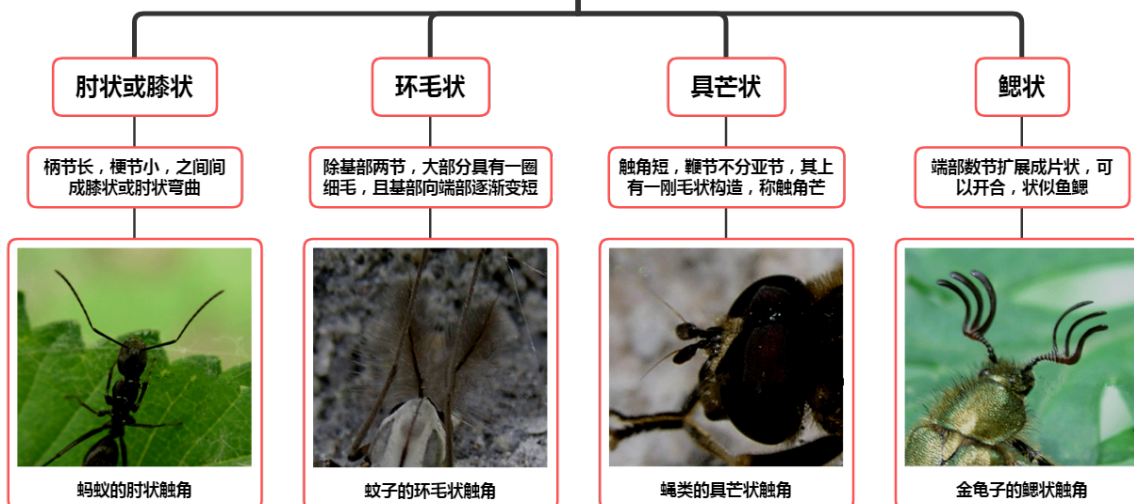 肘状或膝状
环毛状
具芒状
鳃状
柄节长，梗节小，之间间
成膝状或肘状弯曲
除基部两节，大部分具有一圈
细毛，且基部向端部逐渐变短
触角短，鞭节不分亚节，其上
有一刚毛状构造，称触角芒
端部数节扩展成片状，可
以开合，状似鱼鳃
蚂蚁的肘状触角
蚊子的环毛状触角
蝇类的具芒状触角
金龟子的鳃状触角